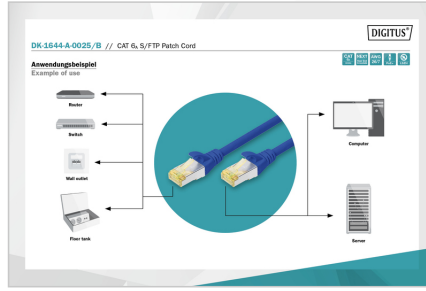 DIGITUS®
DK-1644-A-0025/B // CAT 6A S/FTP Patch Cord
Anwendungsbeispiel
Example of use
Router
Switch
Wall outlet
Floor tank
Computer
Server